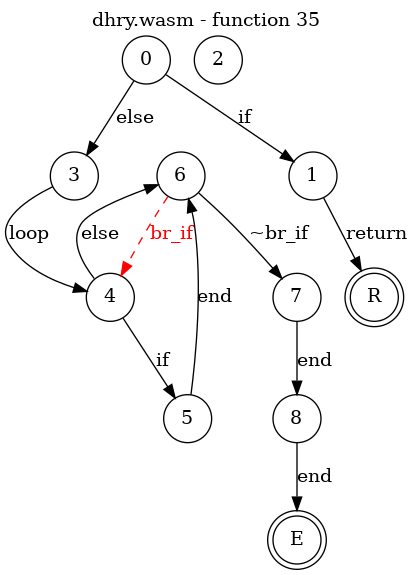 dhry.wasm - function 35
0
2
else
if
3
6
1
loop
else
br_if
~br_if
return
4
7
R
end
if
end
5
8
end
E